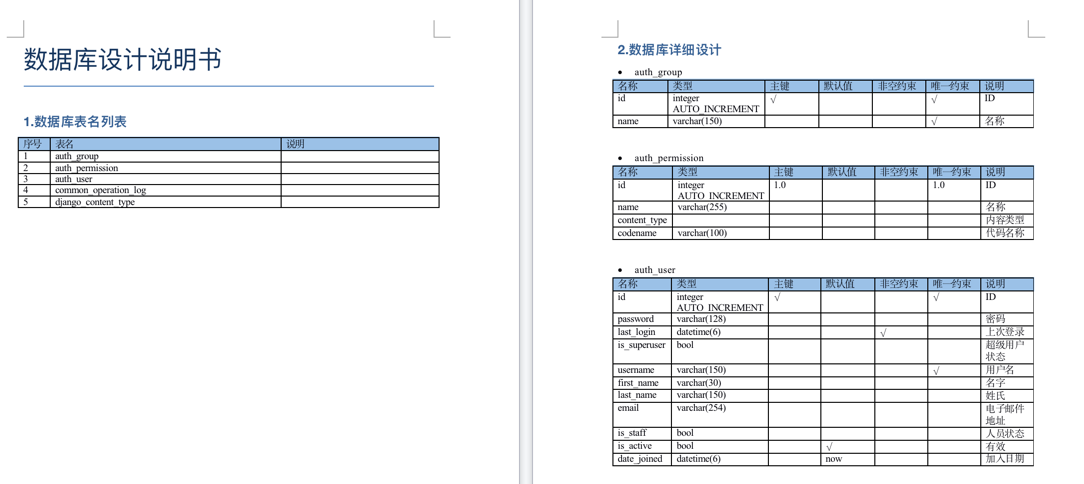 数据库设计说明书
1.数据库表名列表
序号 表名 说明
1 auth_group
2 auth_permission
3 auth_user
4 common_operation_log
5 django_content_type
2.数据库详细设计
• auth_group
名称 类型 主键 默认值 非空约束 唯一约束 说明
id integer √ √ ID
AUTO_INCREMENT
name varchar(150) √ 名称
• auth_permission
名称 类型 主键 默认值 非空约束 唯一约束 说明
id integer 1.0 1.0 ID
AUTO_INCREMENT
name varchar(255) 名称
content_type 内容类型
codename varchar(100) 代码名称
• auth_user
名称 类型 主键 默认值 非空约束 唯一约束 说明
id integer √ √ ID
AUTO_INCREMENT
password varchar(128) 密码
last_login datetime(6) √ 上次登录
is_superuser bool 超级用户
状态
username varchar(150) √ 用户名
first_name varchar(30) 名字
last_name varchar(150) 姓氏
email varchar(254) 电子邮件
地址
is_staff bool 人员状态
is_active bool √ 有效
date_joined datetime(6) now 加入日期